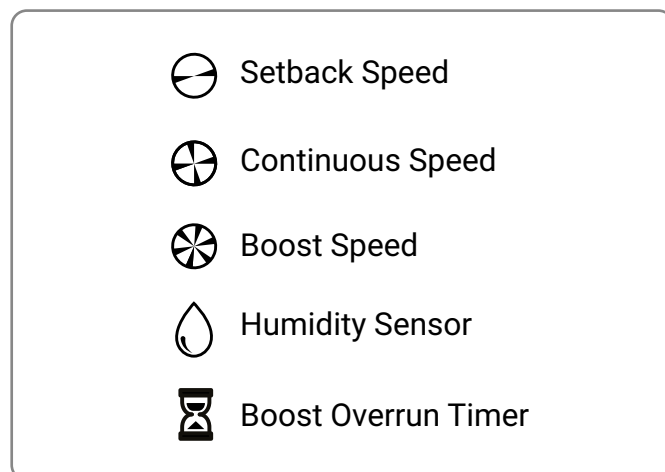 Setback Speed
Continuous Speed
Boost Speed
Humidity Sensor
Boost Overrun Timer